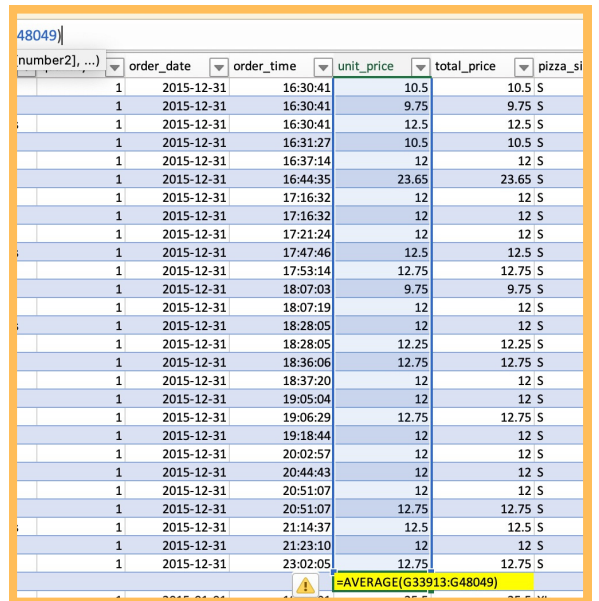 48049)
[number2], ...)
order_date order_time unit_price total_price pizza_si
1 2015-12-31 16:30:41 10.5 10.5 S
1 2015-12-31 16:30:41 9.75 9.75 S
1 2015-12-31 16:30:41 12.5 12.5 S
1 2015-12-31 16:31:27 10.5 10.5 S
1 2015-12-31 16:37:14 12 12 S
1 2015-12-31 16:44:35 23.65 23.65 S
1 2015-12-31 17:16:32 12 12 S
1 2015-12-31 17:16:32 12 12 S
1 2015-12-31 17:21:24 12 12 S
1 2015-12-31 17:47:46 12.5 12.5 S
1 2015-12-31 17:53:14 12.75 12.75 S
1 2015-12-31 18:07:03 9.75 9.75 S
1 2015-12-31 18:07:19 12 12 S
1 2015-12-31 18:28:05 12 12 S
1 2015-12-31 18:28:05 12.25 12.25 S
1 2015-12-31 18:36:06 12.75 12.75 S
1 2015-12-31 18:37:20 12 12 S
1 2015-12-31 19:05:04 12 12 S
1 2015-12-31 19:06:29 12.75 12.75 S
1 2015-12-31 19:18:44 12 12 S
1 2015-12-31 20:02:57 12 12 S
1 2015-12-31 20:44:43 12 12 S
1 2015-12-31 20:51:07 12 12 S
1 2015-12-31 20:51:07 12.75 12.75 S
1 2015-12-31 21:14:37 12.5 12.5 S
1 2015-12-31 21:23:10 12 12 S
1 2015-12-31 23:02:05 12.75 12.75 S
=AVERAGE(G33913:G48049)